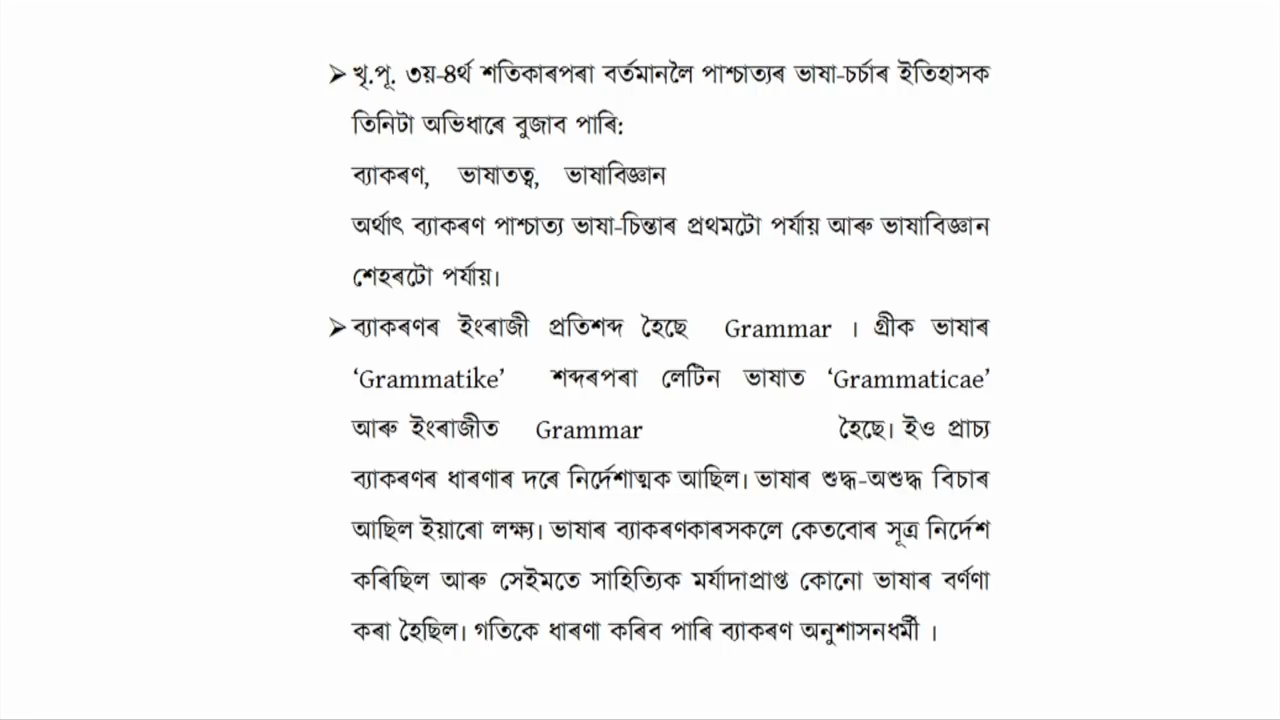 ➢ খৃ.পূ. ৩য়-৪ৰ্থ শতিকাৰপৰা বৰ্তমানলৈ পাশ্চাত্যৰ ভাষা-চৰ্চাৰ ইতিহাসক
তিনিটা অভিধাৰে বুজাব পাৰি:
ব্যাকৰণ, ভাষাতত্ব, ভাষাবিজ্ঞান
অৰ্থাৎ ব্যাকৰণ পাশ্চাত্য ভাষা-চিন্তাৰ প্ৰথমটো পৰ্যায় আৰু ভাষাবিজ্ঞান
শেহৰটো পৰ্যায়।
➢ ব্যাকৰণৰ ইংৰাজী প্ৰতিশব্দ হৈছে Grammar । গ্ৰীক ভাষাৰ
‘Grammatike’ শব্দৰপৰা লেটিন ভাষাত ‘Grammaticae’
আৰু ইংৰাজীত Grammar হৈছে। ইও প্ৰাচ্য
ব্যাকৰণৰ ধাৰণাৰ দৰে নিৰ্দেশাত্মক আছিল। ভাষাৰ শুদ্ধ-অশুদ্ধ বিচাৰ
আছিল ইয়াৰো লক্ষ্য। ভাষাৰ ব্যাকৰণকাৰসকলে কেতবোৰ সূত্ৰ নিৰ্দেশ
কৰিছিল আৰু সেইমতে সাহিত্যিক মৰ্যাদাপ্ৰাপ্ত কোনো ভাষাৰ বৰ্ণণা
কৰা হৈছিল। গতিকে ধাৰণা কৰিব পাৰি ব্যাকৰণ অনুশাসনধৰ্মী ।